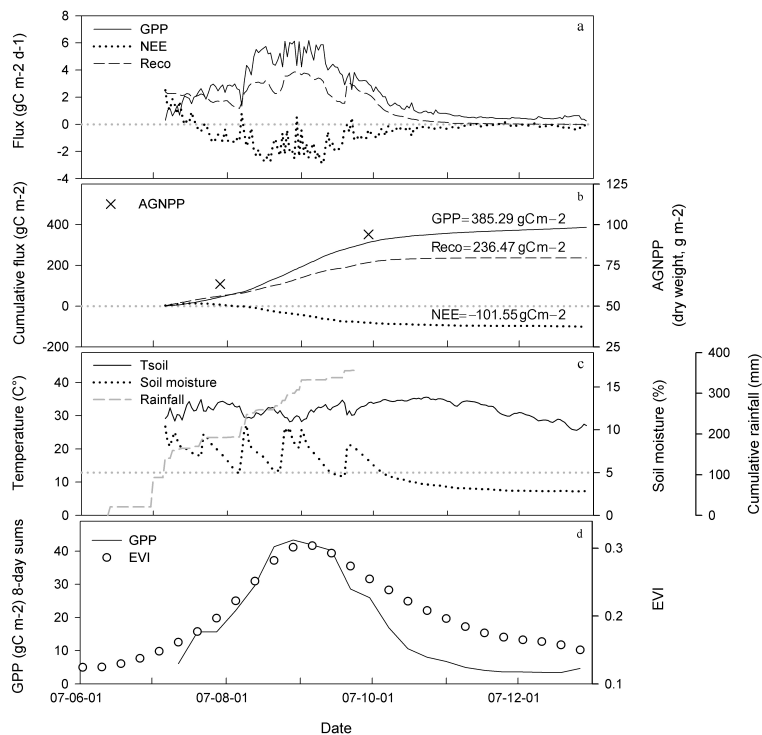 a
GPP
NEE
Reco
Flux (gC m-2 d-1)
8
6
4
2
0
-2
-4
b
AGNPP
GPP=385.29 gCm-2
Reco=236.47 gCm-2
NEE=-101.55 gCm-2
Cumulative flux (gC m-2)
400
200
0
-200
125
100
75
50
25
AGNPP
(dry weight, g m-2)
c
Tsoil
Soil moisture
Rainfall
Temperature (C°)
40
30
20
10
0
15
10
5
0
Soil moisture (%)
400
300
200
100
0
Cumulative rainfall (mm)
d
GPP
EVI
GPP (gC m-2) 8-day sums
40
30
20
10
0
0.3
0.2
0.1
EVI
07-06-01
07-08-01
07-10-01
07-12-01
Date